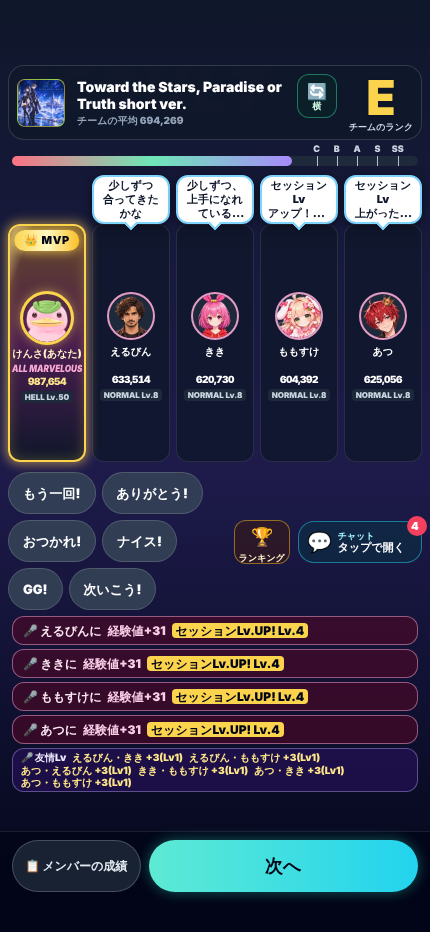 Toward the Stars, Paradise or
Truth short ver.
チームの平均 694,269
横
E
チームのランク
C B A S SS
少しずつ
合ってきた
かな
少しずつ、
上手になれ
ている...
セッション
Lv
アップ！...
セッション
Lv
上がった...
MVP
けんさ(あなた)
ALL MARVELOUS
987,654
HELL Lv.50
えるびん
633,514
NORMAL Lv.8
きき
620,730
NORMAL Lv.8
ももすけ
604,392
NORMAL Lv.8
あつ
625,056
NORMAL Lv.8
もう一回!
ありがとう!
おつかれ!
ナイス!
ランキング
チャット
タップで開く
4
GG!
次いこう!
えるびんに 経験値+31 セッションLv.UP! Lv.4
ききに 経験値+31 セッションLv.UP! Lv.4
ももすけに 経験値+31 セッションLv.UP! Lv.4
あつに 経験値+31 セッションLv.UP! Lv.4
友情Lv えるびん・きき +3(Lv1) えるびん・ももすけ +3(Lv1)
あつ・えるびん +3(Lv1) きき・ももすけ +3(Lv1) あつ・きき +3(Lv1)
あつ・ももすけ +3(Lv1)
メンバーの成績
次へ